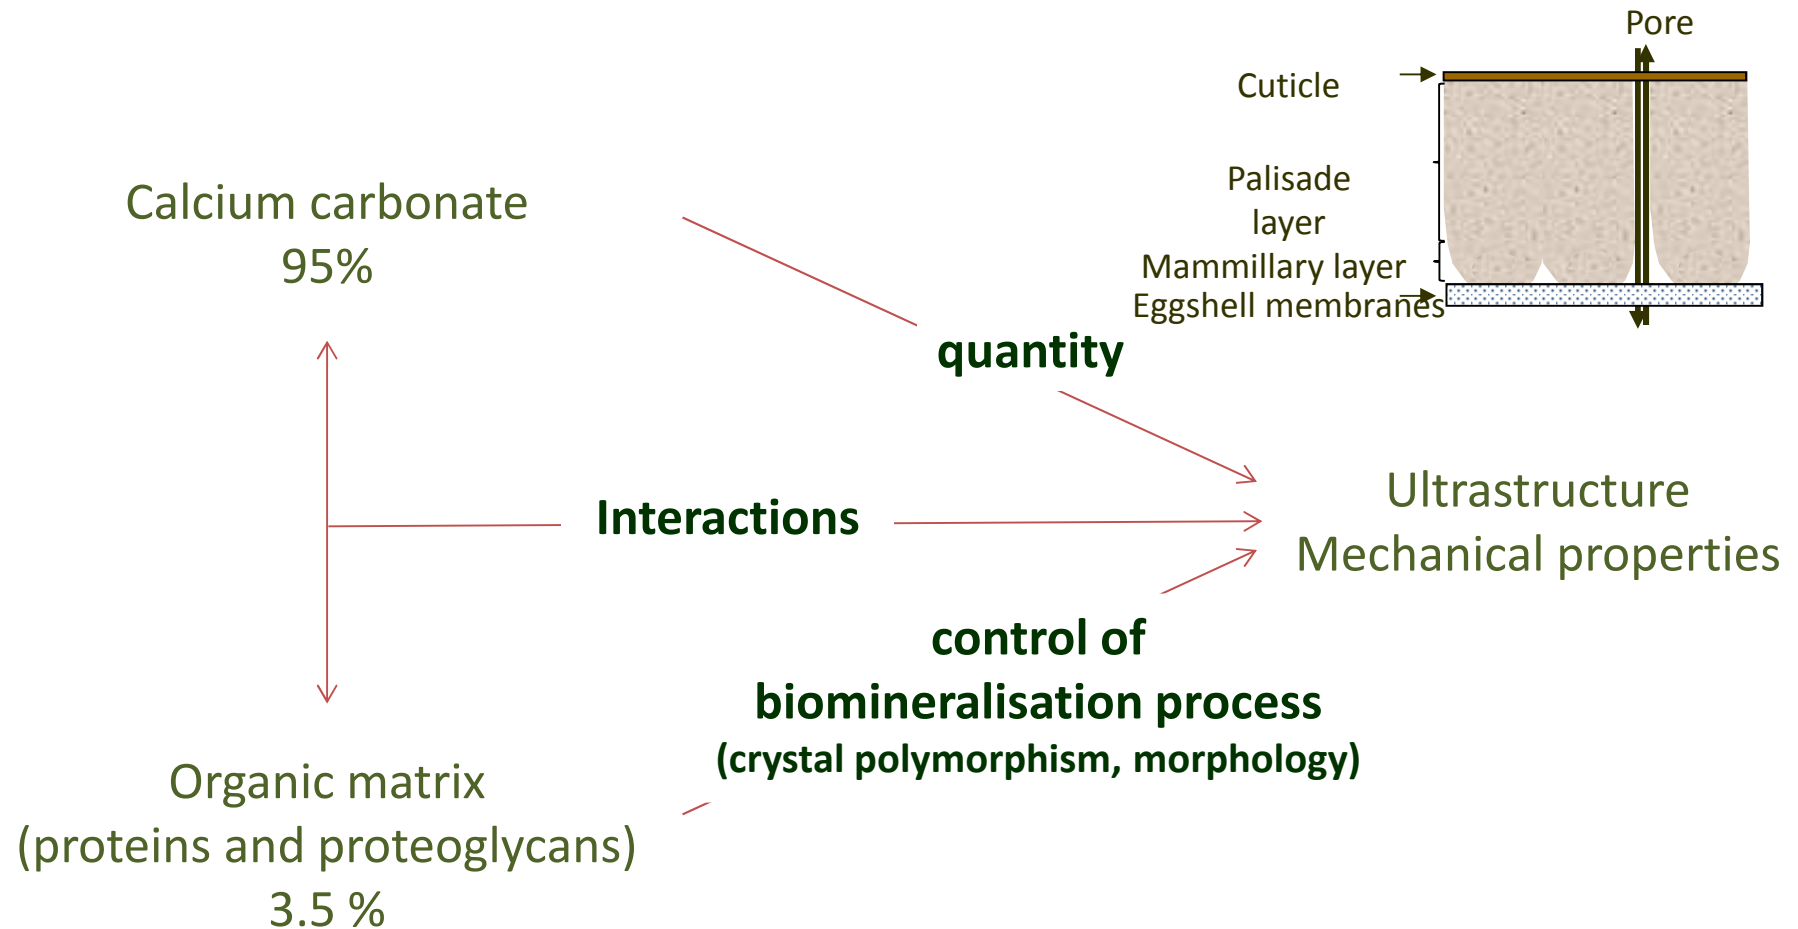 Pore
Cuticle
Palisade
layer
Mammillary layer
Eggshell membranes
Calcium carbonate
95%
quantity
Interactions
Ultrastructure
Mechanical properties
control of
biomineralisation process
(crystal polymorphism, morphology)
Organic matrix
(proteins and proteoglycans)
3.5 %